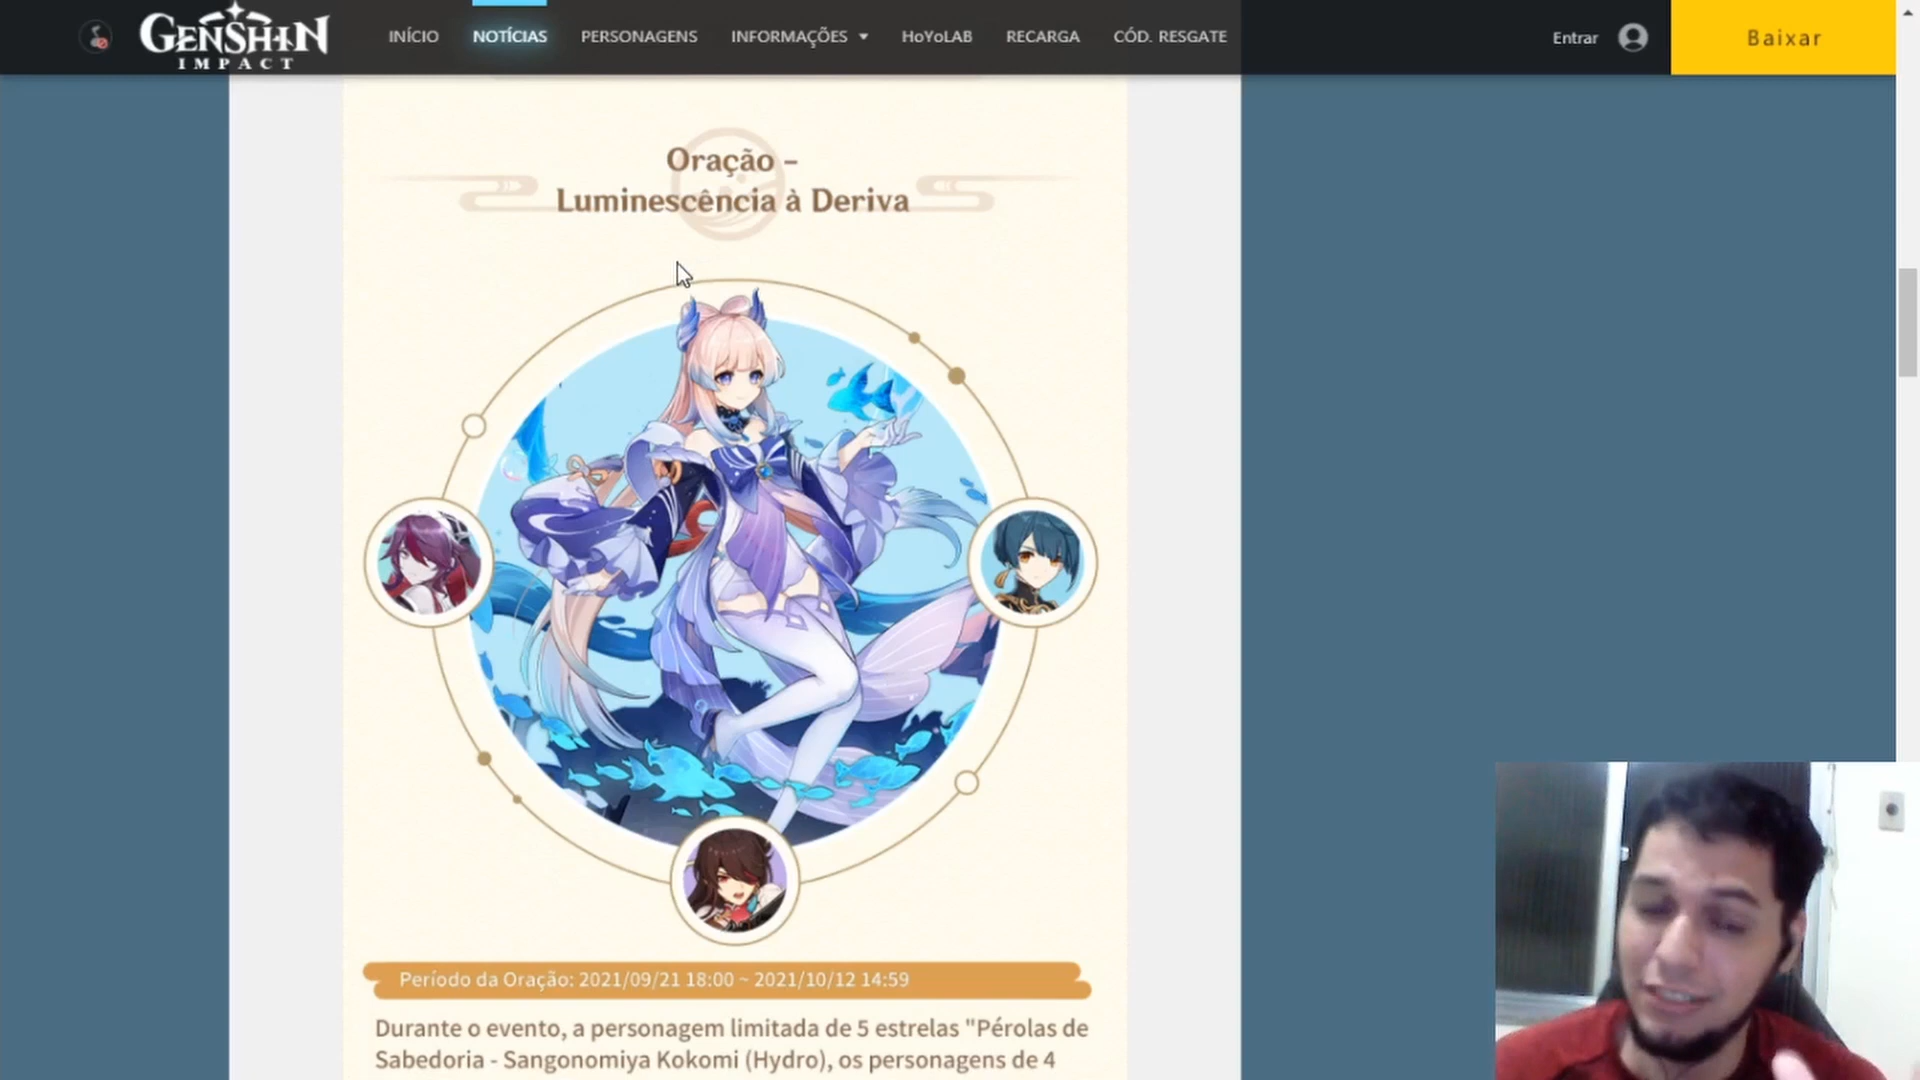 GENSHIN
IMPACT
INÍCIO
NOTÍCIAS
PERSONAGENS
INFORMAÇÕES
HoYoLAB
RECARGA
CÓD. RESGATE
Entrar
Baixar
Oração –
Luminescência à Deriva
Período da Oração: 2021/09/21 18:00 ~ 2021/10/12 14:59
Durante o evento, a personagem limitada de 5 estrelas "Pérolas de
Sabedoria - Sangonomiya Kokomi (Hydro), os personagens de 4